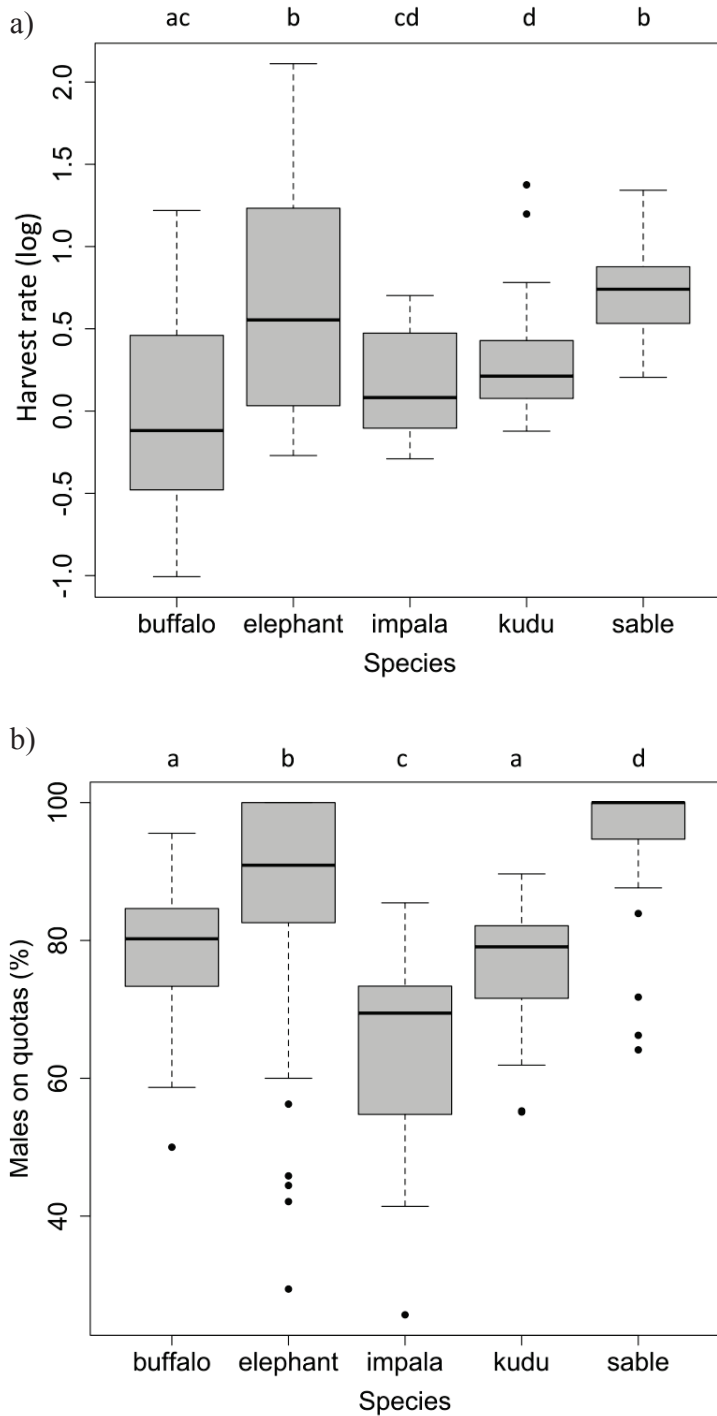 a)
ac b cd d b
Harvest rate (log)
2.0
1.5
1.0
0.5
0.0
-0.5
-1.0
buffalo elephant impala kudu sable
Species
b)
a b c a d
Males on quotas (%)
100
80
60
40
buffalo elephant impala kudu sable
Species